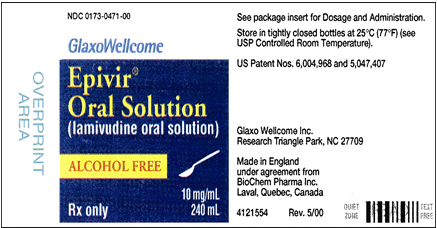 NDC 0173-0471-00
GlaxoWellcome
Epivir®
Oral Solution
(lamivudine oral solution)
ALCOHOL FREE
10 mg/mL
240 mL
Rx only
OVERPRINT
AREA
See package insert for Dosage and Administration.
Store in tightly closed bottles at 25°C (77°F) (see
USP Controlled Room Temperature).
US Patent Nos. 6,004,968 and 5,047,407
Glaxo Wellcome Inc.
Research Triangle Park, NC 27709
Made in England
under agreement from
BioChem Pharma Inc.
Laval, Quebec, Canada
4121554 Rev. 5/00
QUIET
ZONE
TEXT
FREE